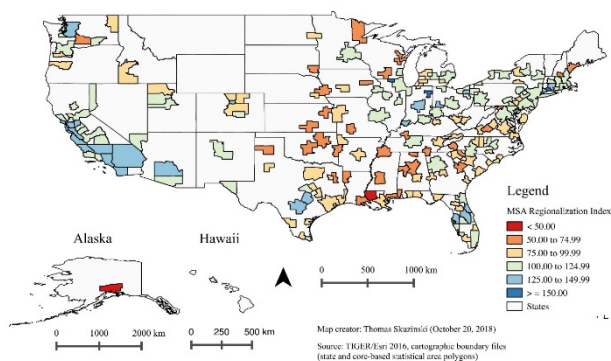 Legend
MSA Regionalization Index
< 50.00
50.00 to 74.99
75.00 to 99.99
100.00 to 124.99
125.00 to 149.99
> = 150.00
States
Alaska
Hawaii
0 500 1000 km
0 1000 2000 km
0 250 500 km
Map creator: Thomas Skuzinski (October 20, 2018)
Source: TIGER/Esri 2016, cartographic boundary files
(state and core-based statistical area polygons)